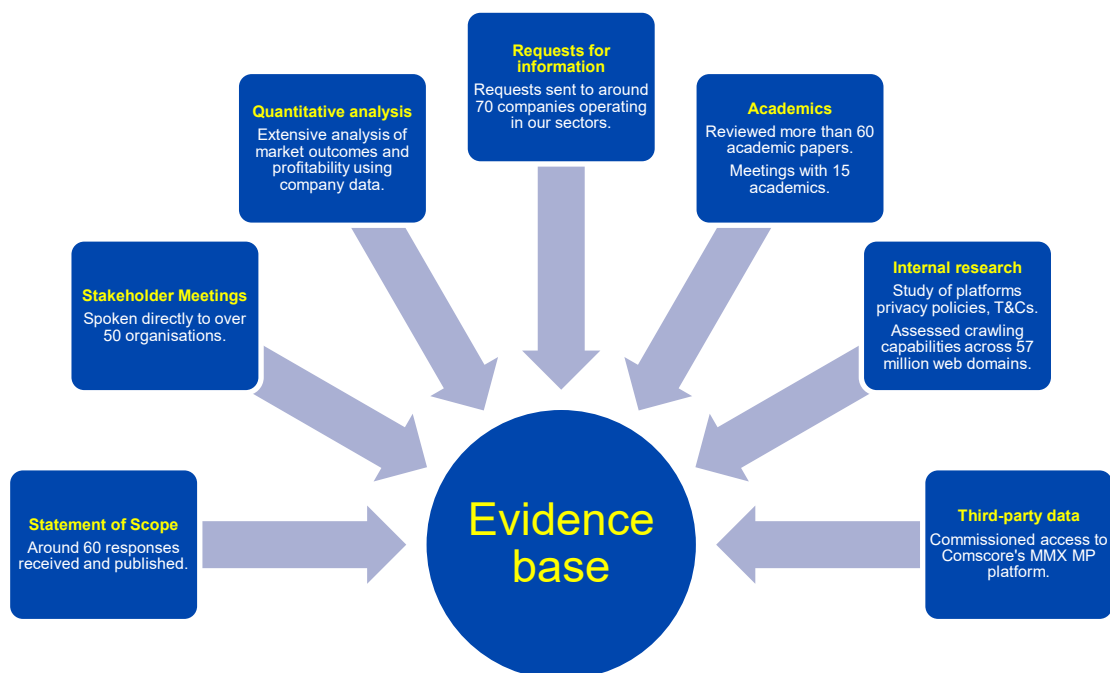 Requests for
information
Requests sent to around
70 companies operating
in our sectors.
Quantitative analysis
Extensive analysis of
market outcomes and
profitability using
company data.
Academics
Reviewed more than 60
academic papers.
Meetings with 15
academics.
Stakeholder Meetings
Spoken directly to over
50 organisations.
Internal research
Study of platforms
privacy policies, T&Cs.
Assessed crawling
capabilities across 57
million web domains.
Statement of Scope
Around 60 responses
received and published.
Evidence
base
Third-party data
Commissioned access to
Comscore's MMX MP
platform.